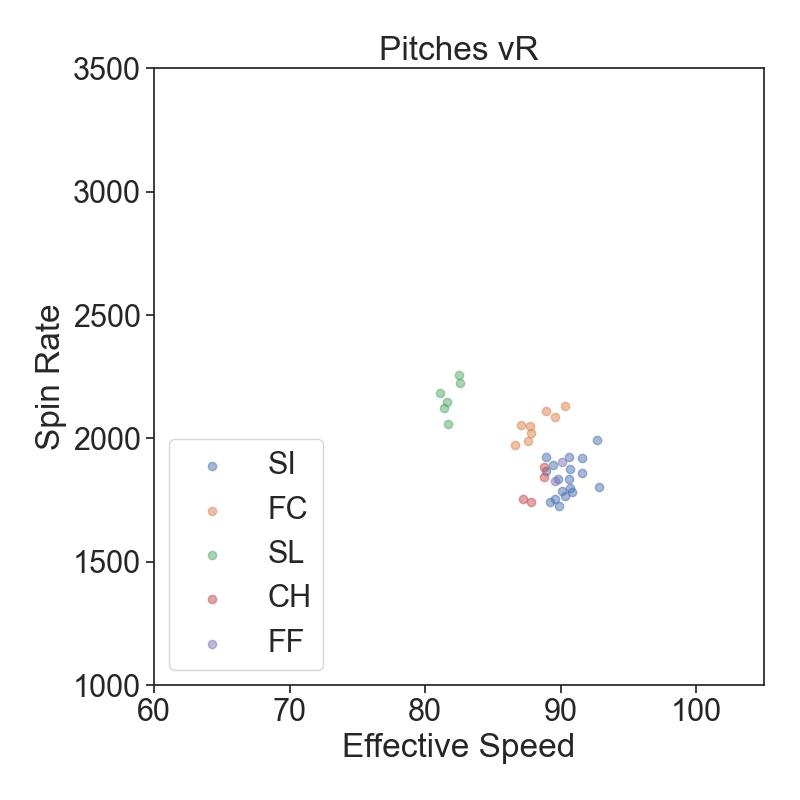 Pitches vR
3500
3000
2500
2000
1500
1000
Spin Rate
SI
FC
SL
CH
FF
60 70 80 90 100
Effective Speed